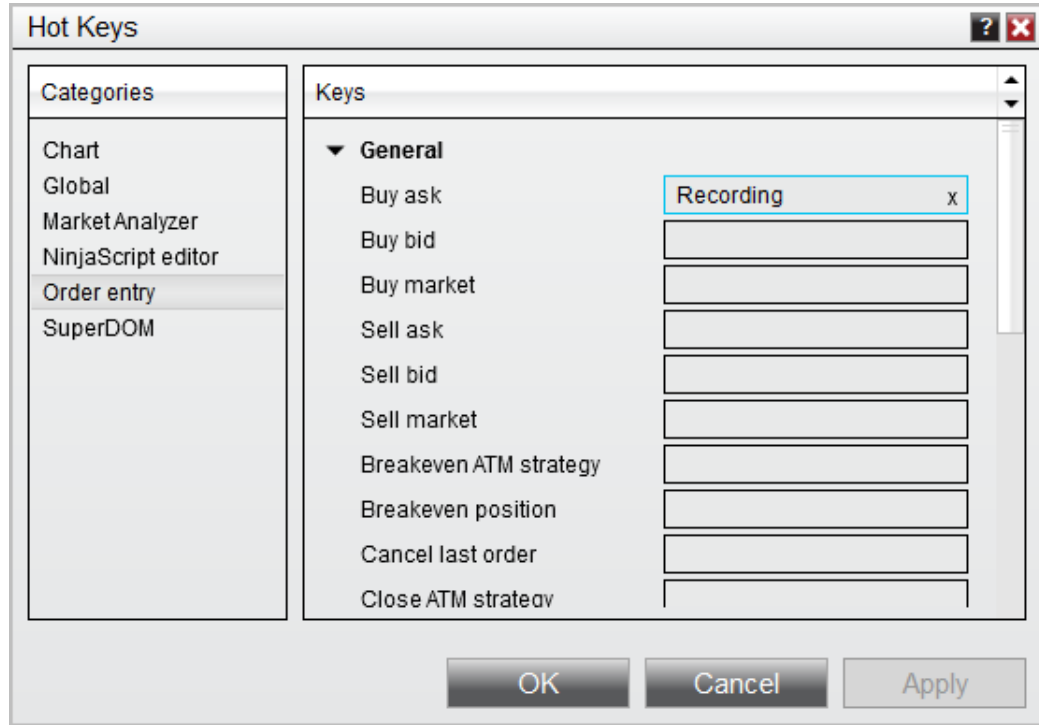 Hot Keys
?
Categories
Chart
Global
Market Analyzer
NinjaScript editor
Order entry
SuperDOM
Keys
General
Buy ask Recording x
Buy bid
Buy market
Sell ask
Sell bid
Sell market
Breakeven ATM strategy
Breakeven position
Cancel last order
Close ATM strategy
OK Cancel Apply